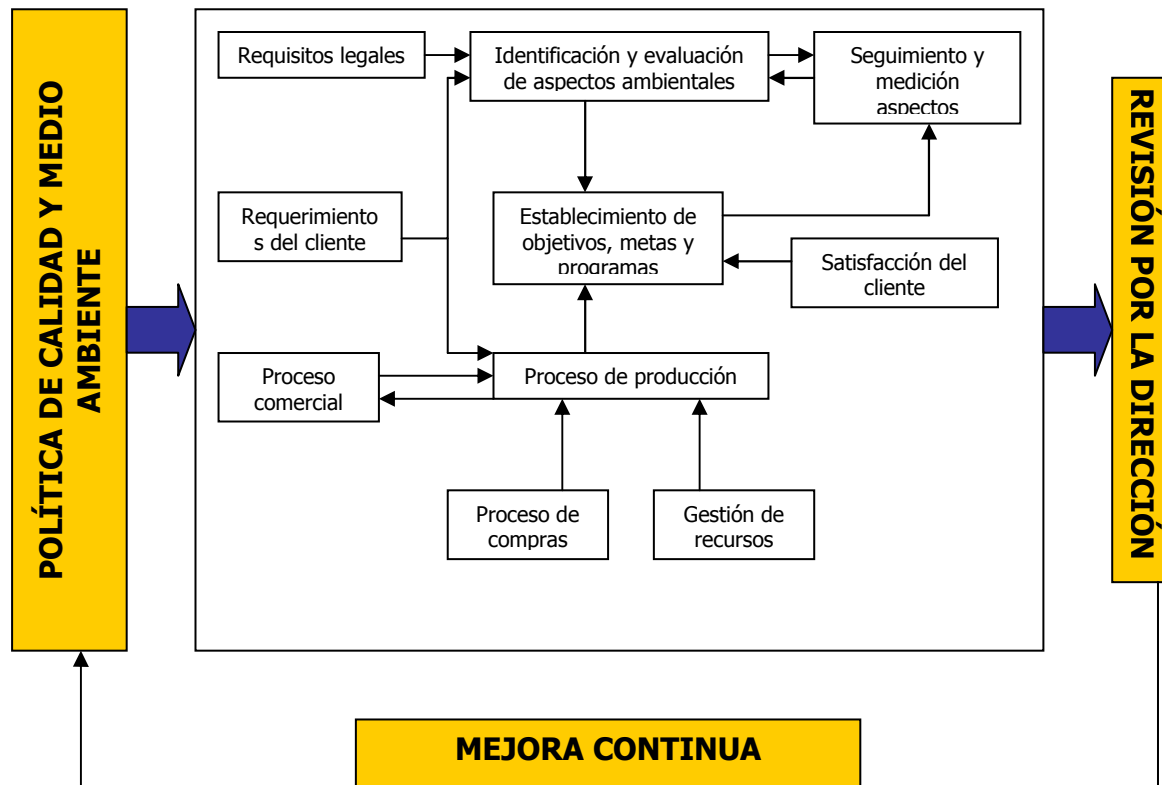 POLÍTICA DE CALIDAD Y MEDIO
AMBIENTE
Requisitos legales
Identificación y evaluación
de aspectos ambientales
Seguimiento y
medición
aspectos
Requerimiento
s del cliente
Establecimiento de
objetivos, metas y
programas
Satisfacción del
cliente
Proceso
comercial
Proceso de producción
Proceso de
compras
Gestión de
recursos
REVISIÓN POR LA DIRECCIÓN
MEJORA CONTINUA